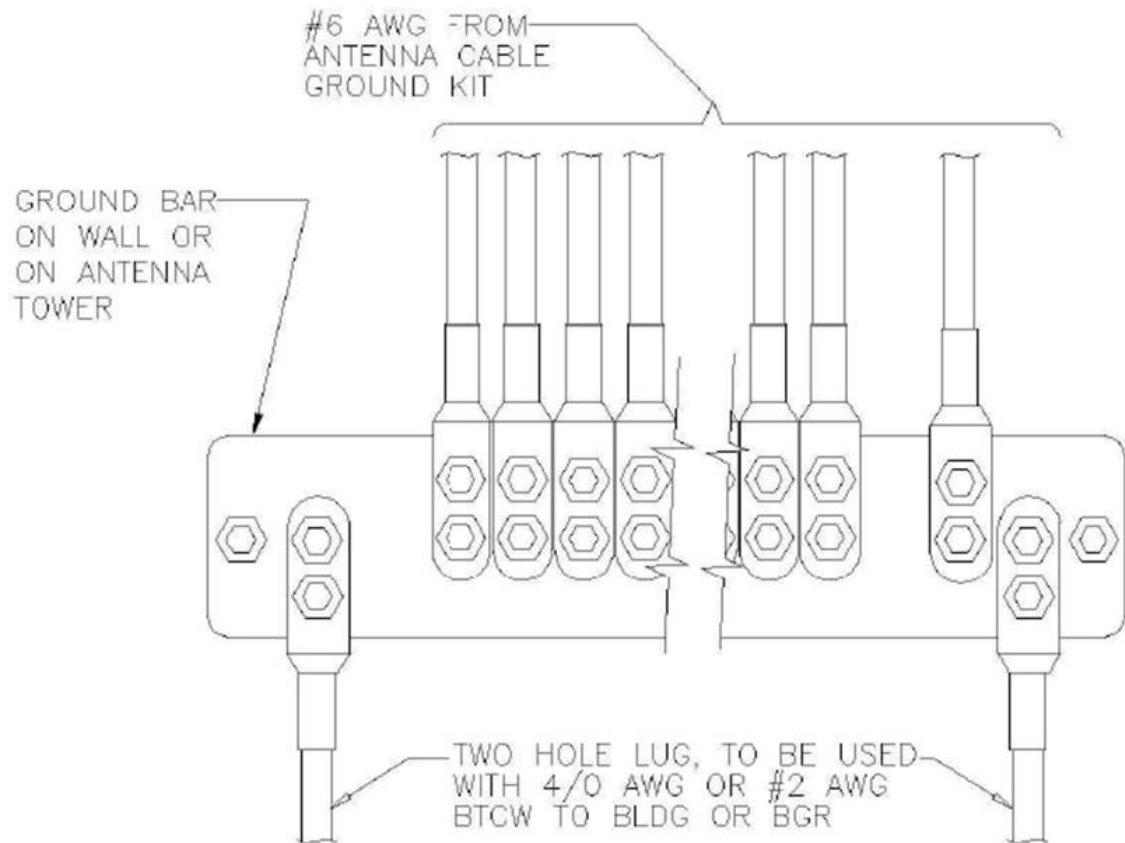 #6 AWG FROM
ANTENNA CABLE
GROUND KIT
GROUND BAR
ON WALL OR
ON ANTENNA
TOWER
TWO HOLE LUG, TO BE USED
WITH 4/0 AWG OR #2 AWG
BTCW TO BLDG OR BGR